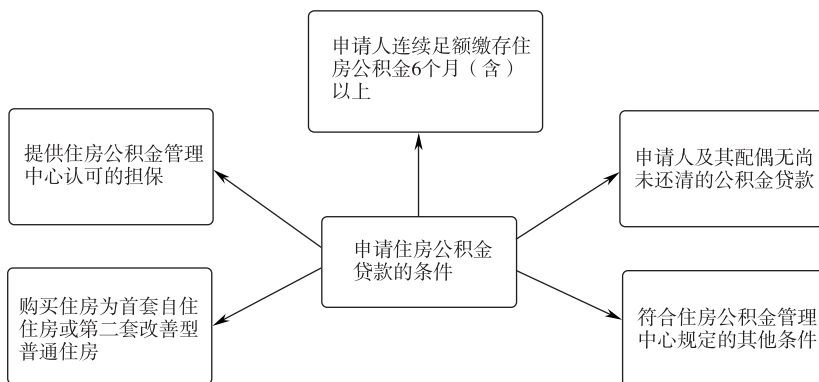 申请人连续足额缴存住
房公积金6个月（含）
以上
提供住房公积金管理
中心认可的担保
申请人及其配偶无尚
未还清的公积金贷款
申请住房公积金
贷款的条件
购买住房为首套自住
住房或第二套改善型
普通住房
符合住房公积金管理
中心规定的其他条件